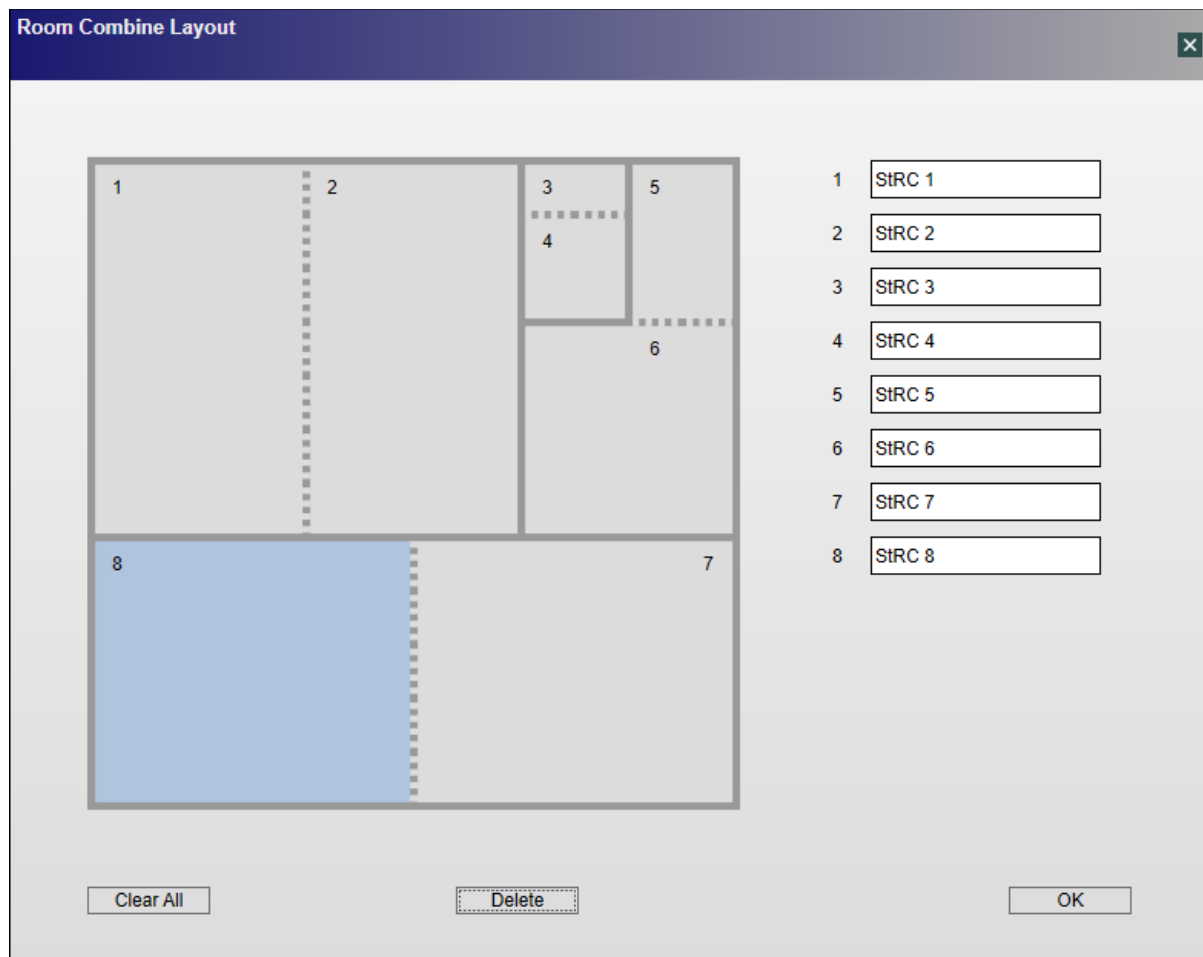 Room Combine Layout
1
2
3
5
4
6
8
7
1 StRC 1
2 StRC 2
3 StRC 3
4 StRC 4
5 StRC 5
6 StRC 6
7 StRC 7
8 StRC 8
Clear All
Delete
OK